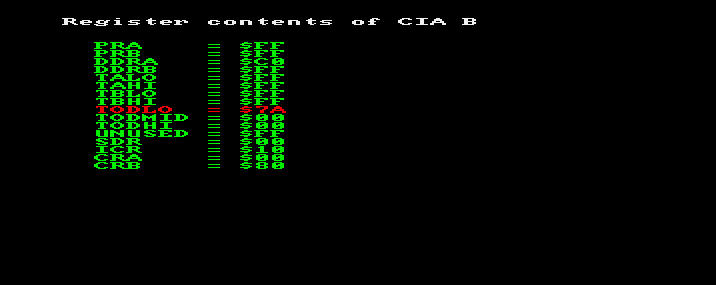 Register contents of CIA B
PRA = $FF
PRB = $FF
DDRA = $C0
DDRB = $FF
TALO = $FF
TAHI = $FF
TBLO = $FF
TBHI = $FF
TODLO = $7A
TODMID = $00
TODHI = $00
UNUSED = $FF
SDR = $00
ICR = $10
CRA = $00
CRB = $80